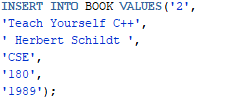 INSERT INTO BOOK VALUES('2',
'Teach Yourself C++',
' Herbert Schildt ',
'CSE',
'180',
'1989');